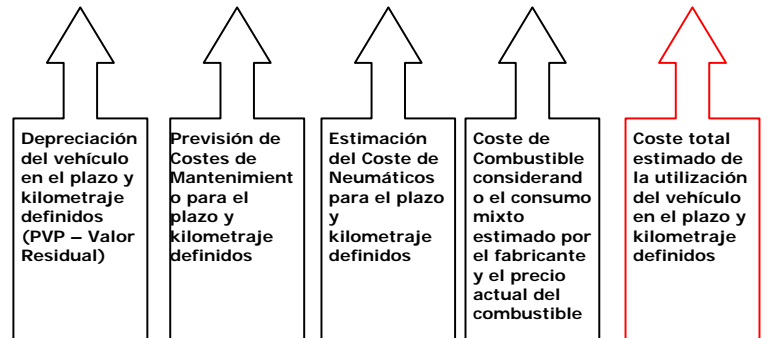 Depreciación
del vehículo
en el plazo y
kilometraje
definidos
(PVP – Valor
Residual)
Previsión de
Costes de
Mantenimient
o para el
plazo y
kilometraje
definidos
Estimación
del Coste de
Neumáticos
para el plazo
y
kilometraje
definidos
Coste de
Combustible
considerand
o el consumo
mixto
estimado por
el fabricante
y el precio
actual del
combustible
Coste total
estimado de
la utilización
del vehículo
en el plazo y
kilometraje
definidos